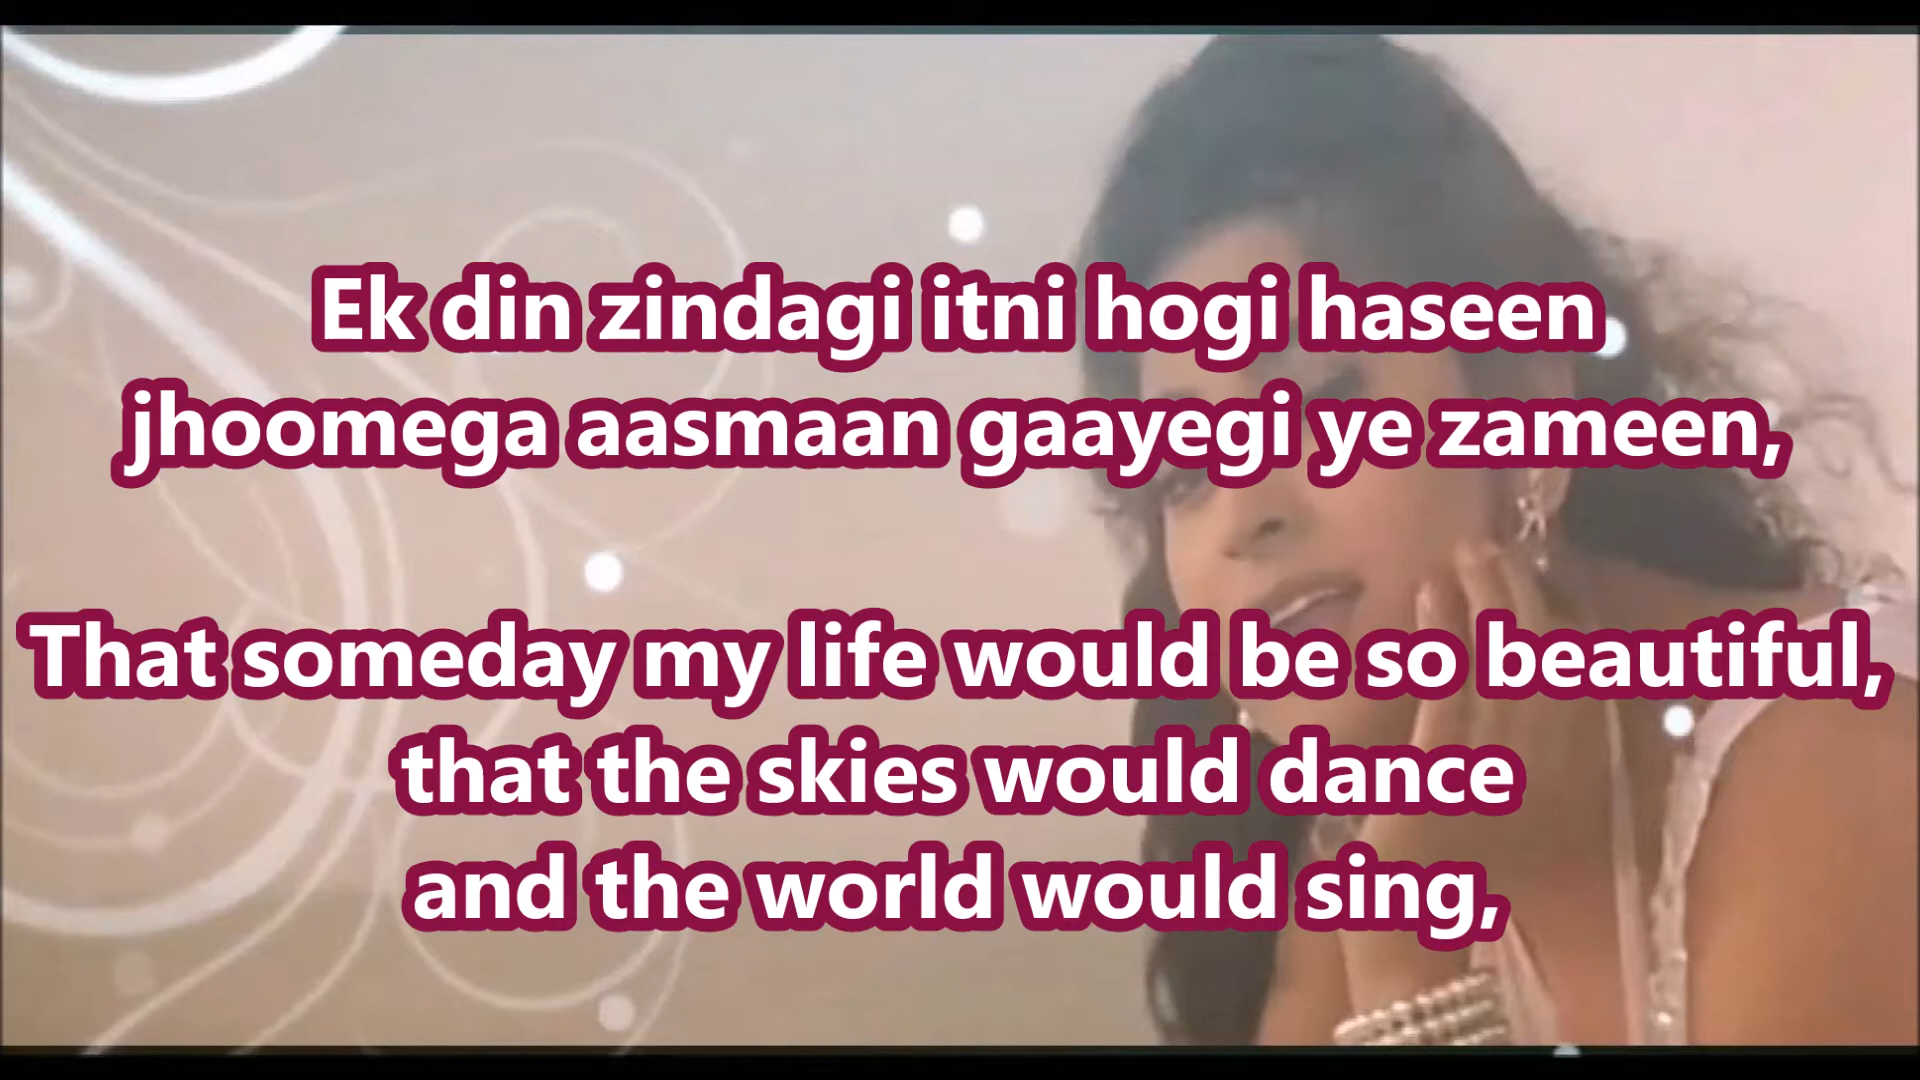 Ek din zindagi itni hogi haseen
jhoomega aasmaan gaayegi ye zameen,
That someday my life would be so beautiful,
that the skies would dance
and the world would sing,